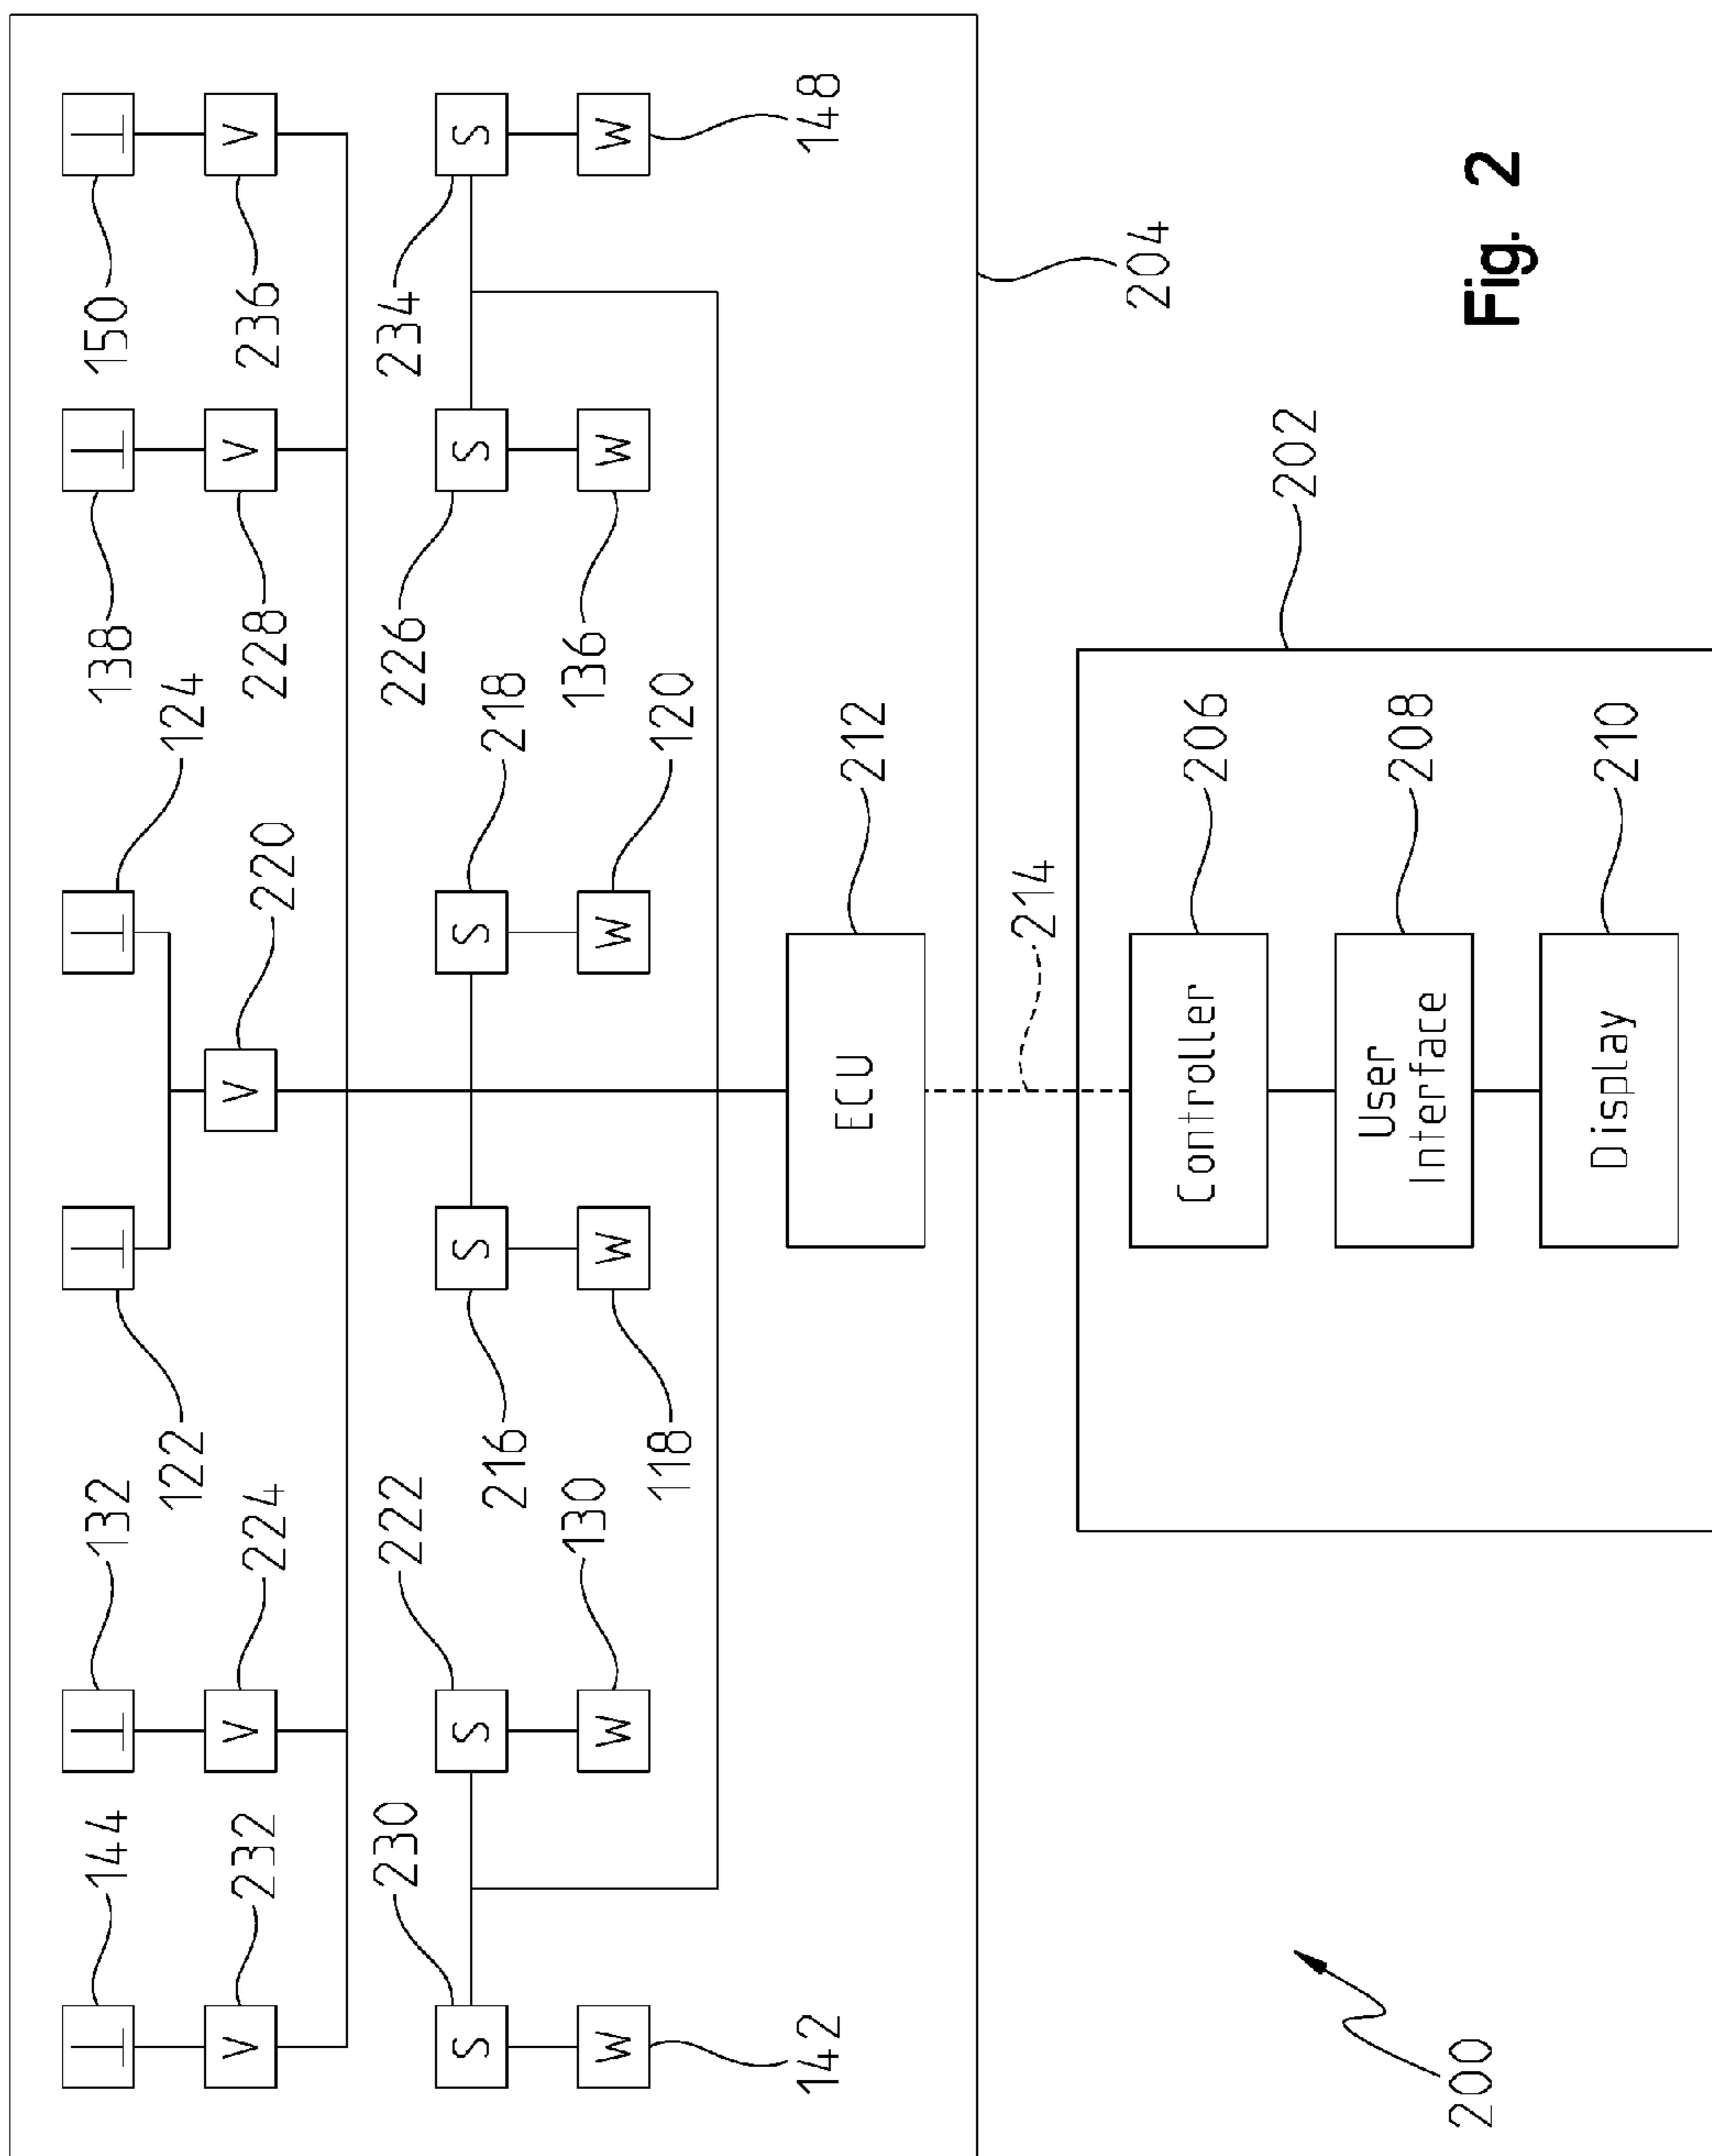 144 132 138 150
T T T T T T
122 124
232 224 220 228 236
V V V V V
230 222 226 234
S S S S S S
216 218
130 136
W W W W W W
118 120
142 148
ECU 212
214
204
Controller 206
202
User
Interface 208
200
Display 210
Fig. 2